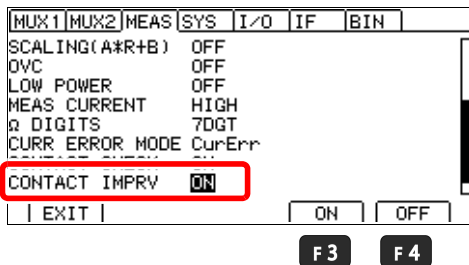 MUX1 MUX2 MEAS SYS I/O IF BIN
SCALING(A*R+B) OFF
OVC OFF
LOW POWER OFF
MEAS CURRENT HIGH
Ω DIGITS 7DGT
CURR ERROR MODE CurErr
CONTACT IMPRV ON
EXIT ON OFF
F3 F4